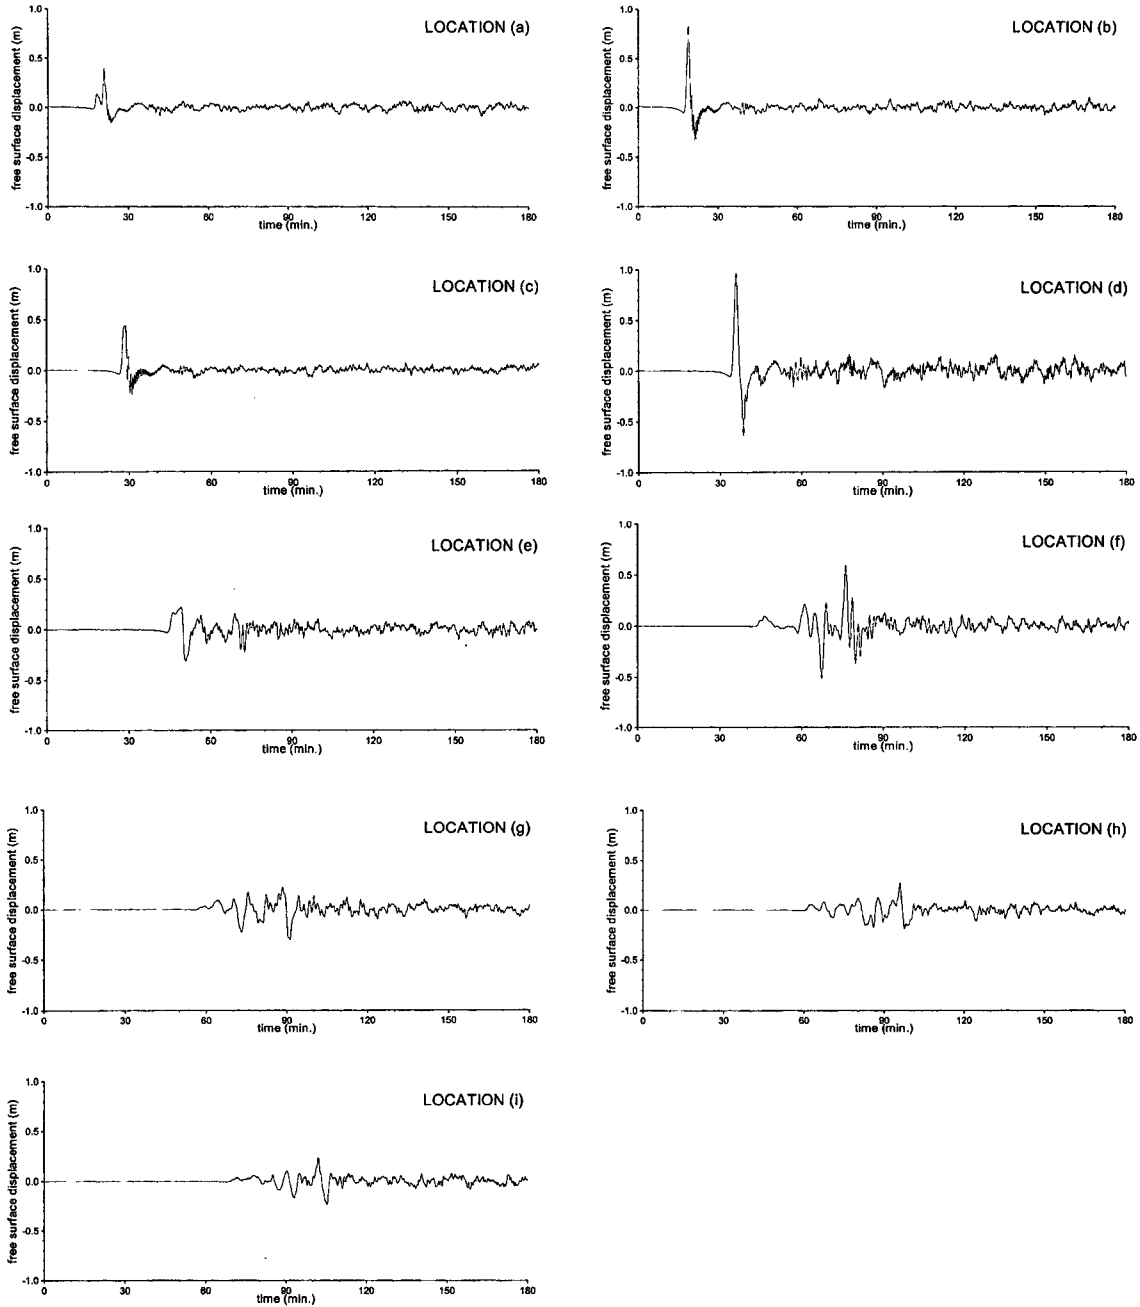 LOCATION (a)
free surface displacement (m)
1.0
0.5
0.0
-0.5
-1.0
0 30 60 90 120 150 180
time (min.)
LOCATION (b)
free surface displacement (m)
1.0
0.5
0.0
-0.5
-1.0
0 30 60 90 120 150 180
time (min.)
LOCATION (c)
free surface displacement (m)
1.0
0.5
0.0
-0.5
-1.0
0 30 60 90 120 150 180
time (min.)
LOCATION (d)
free surface displacement (m)
1.0
0.5
0.0
-0.5
-1.0
0 30 60 90 120 150 180
time (min.)
LOCATION (e)
free surface displacement (m)
1.0
0.5
0.0
-0.5
-1.0
0 30 60 90 120 150 180
time (min.)
LOCATION (f)
free surface displacement (m)
1.0
0.5
0.0
-0.5
-1.0
0 30 60 90 120 150 180
time (min.)
LOCATION (g)
free surface displacement (m)
1.0
0.5
0.0
-0.5
-1.0
0 30 60 90 120 150 180
time (min.)
LOCATION (h)
free surface displacement (m)
1.0
0.5
0.0
-0.5
-1.0
0 30 60 90 120 150 180
time (min.)
LOCATION (i)
free surface displacement (m)
1.0
0.5
0.0
-0.5
-1.0
0 30 60 90 120 150 180
time (min.)